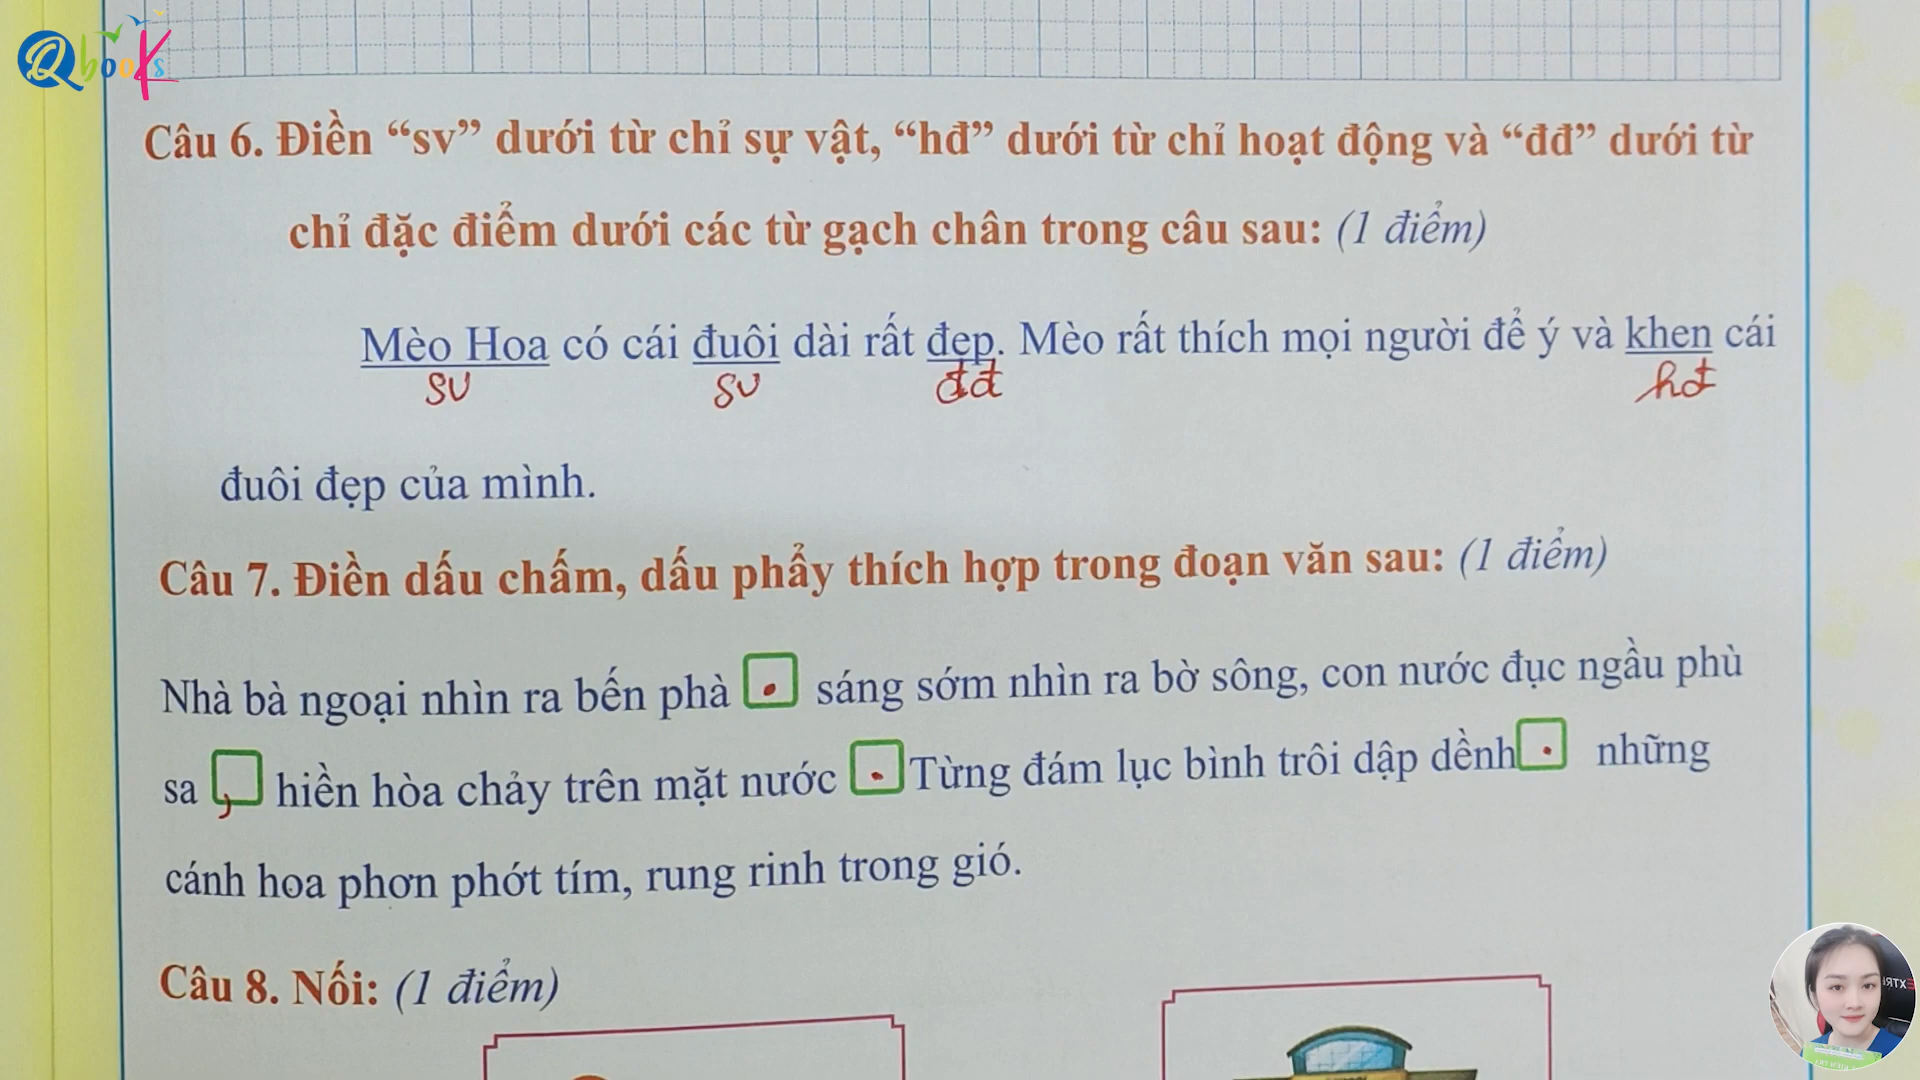 Qbooks
Câu 6. Điền “sv” dưới từ chỉ sự vật, “hđ” dưới từ chỉ hoạt động và “đđ” dưới từ
chỉ đặc điểm dưới các từ gạch chân trong câu sau: (1 điểm)
Mèo Hoa có cái đuôi dài rất đẹp. Mèo rất thích mọi người để ý và khen cái
sv sv đđ hđ
đuôi đẹp của mình.
Câu 7. Điền dấu chấm, dấu phẩy thích hợp trong đoạn văn sau: (1 điểm)
Nhà bà ngoại nhìn ra bến phà . sáng sớm nhìn ra bờ sông, con nước đục ngầu phù
sa , hiền hòa chảy trên mặt nước . Từng đám lục bình trôi dập dềnh . những
cánh hoa phơn phớt tím, rung rinh trong gió.
Câu 8. Nối: (1 điểm)